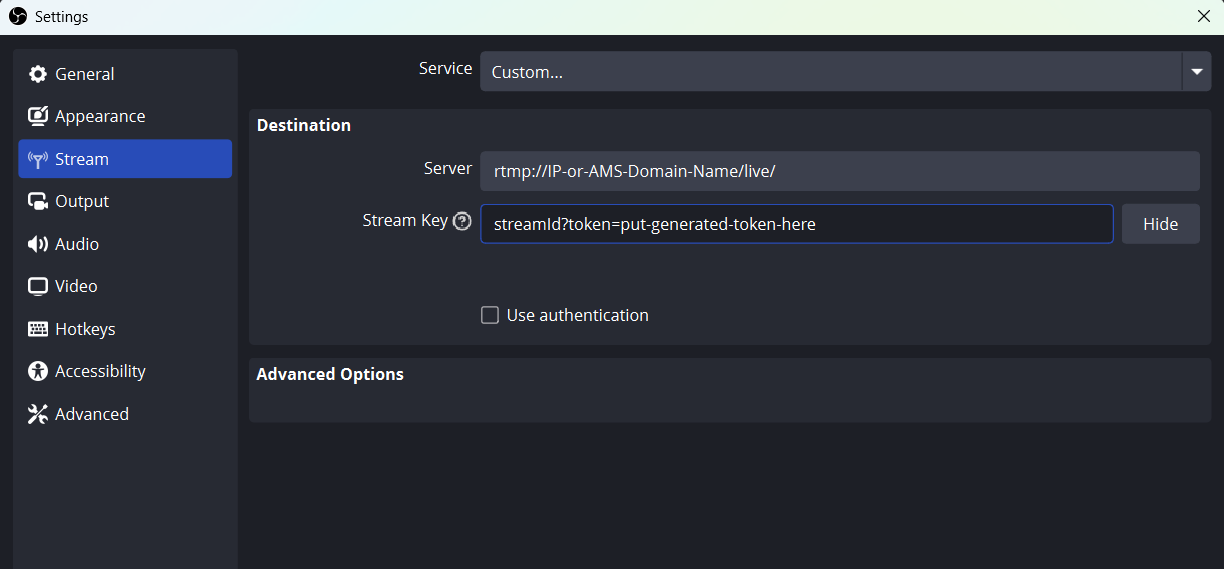 Settings
General
Appearance
Stream
Output
Audio
Video
Hotkeys
Accessibility
Advanced
Service
Custom...
Destination
Server
rtmp://IP-or-AMS-Domain-Name/live/
Stream Key
streamId?token=put-generated-token-here
Hide
Use authentication
Advanced Options